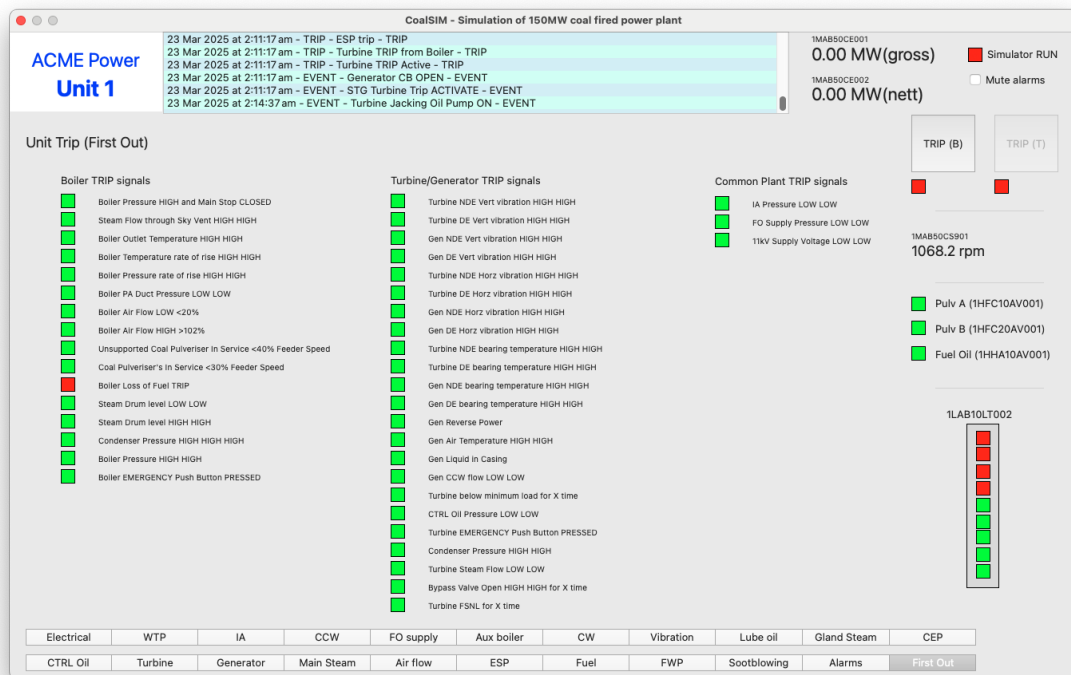 CoalSIM - Simulation of 150MW coal fired power plant
ACME Power
Unit 1
23 Mar 2025 at 2:11:17 am - TRIP - ESP trip - TRIP
23 Mar 2025 at 2:11:17 am - TRIP - Turbine TRIP from Boiler - TRIP
23 Mar 2025 at 2:11:17 am - TRIP - Turbine TRIP Active - TRIP
23 Mar 2025 at 2:11:17 am - EVENT - Generator CB OPEN - EVENT
23 Mar 2025 at 2:11:17 am - EVENT - STG Turbine Trip ACTIVATE - EVENT
23 Mar 2025 at 2:14:37 am - EVENT - Turbine Jacking Oil Pump ON - EVENT
1MAB50CE001
0.00 MW(gross)
1MAB50CE002
0.00 MW(nett)
Simulator RUN
Mute alarms
Unit Trip (First Out)
Boiler TRIP signals
Boiler Pressure HIGH and Main Stop CLOSED
Steam Flow through Sky Vent HIGH HIGH
Boiler Outlet Temperature HIGH HIGH
Boiler Temperature rate of rise HIGH HIGH
Boiler Pressure rate of rise HIGH HIGH
Boiler PA Duct Pressure LOW LOW
Boiler Air Flow LOW <20%
Boiler Air Flow HIGH >102%
Unsupported Coal Pulveriser In Service <40% Feeder Speed
Coal Pulveriser's In Service <30% Feeder Speed
Boiler Loss of Fuel TRIP
Steam Drum level LOW LOW
Steam Drum level HIGH HIGH
Condenser Pressure HIGH HIGH HIGH
Boiler Pressure HIGH HIGH
Boiler EMERGENCY Push Button PRESSED
Turbine/Generator TRIP signals
Turbine NDE Vert vibration HIGH HIGH
Turbine DE Vert vibration HIGH HIGH
Gen NDE Vert vibration HIGH HIGH
Gen DE Vert vibration HIGH HIGH
Turbine NDE Horz vibration HIGH HIGH
Turbine DE Horz vibration HIGH HIGH
Gen NDE Horz vibration HIGH HIGH
Gen DE Horz vibration HIGH HIGH
Turbine NDE bearing temperature HIGH HIGH
Turbine DE bearing temperature HIGH HIGH
Gen NDE bearing temperature HIGH HIGH
Gen DE bearing temperature HIGH HIGH
Gen Reverse Power
Gen Air Temperature HIGH HIGH
Gen Liquid in Casing
Gen CCW flow LOW LOW
Turbine below minimum load for X time
CTRL Oil Pressure LOW LOW
Turbine EMERGENCY Push Button PRESSED
Condenser Pressure HIGH HIGH
Turbine Steam Flow LOW LOW
Bypass Valve Open HIGH HIGH for X time
Turbine FSNL for X time
Common Plant TRIP signals
IA Pressure LOW LOW
FO Supply Pressure LOW LOW
11kV Supply Voltage LOW LOW
TRIP (B)
TRIP (T)
1MAB50CS901
1068.2 rpm
Pulv A (1HFC10AV001)
Pulv B (1HFC20AV001)
Fuel Oil (1HHA10AV001)
1LAB10LT002
Electrical WTP IA CCW FO supply Aux boiler CW Vibration Lube oil Gland Steam CEP
CTRL Oil Turbine Generator Main Steam Air flow ESP Fuel FWP Sootblowing Alarms First Out